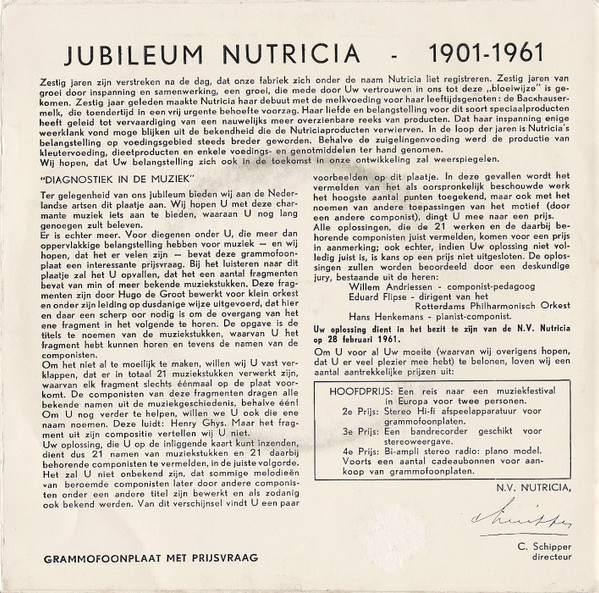 JUBILEUM NUTRICIA - 1901-1961
Zestig jaren zijn verstreken na de dag, dat onze fabriek zich onder de naam Nutricia liet registreren. Zestig jaren van
groei door inspanning en samenwerking, een groei, die mede door Uw vertrouwen in ons tot deze „bloeiwijze" is ge-
komen. Zestig jaar geleden maakte Nutricia haar debuut met de melkvoeding voor haar leeftijdsgenoten : de Backhauser-
melk, die toendertijd in een vrij urgente behoefte voorzag. Haar liefde en belangstelling voor dit soort speciaalproducten
heeft geleid tot vervaardiging van een nauwelijks meer overzienbare reeks van producten. Dat haar inspanning enige
weerklank vond moge blijken uit de bekendheid die de Nutriciaproducten verwierven. In de loop der jaren is Nutricia's
belangstelling op voedingsgebied steeds breder geworden. Behalve de zuigelingenvoeding werd de productie van
kleutervoeding, dieetproducten en enkele voedings- en genotmiddelen ter hand genomen.
Wij hopen, dat Uw belangstelling zich ook in de toekomst in onze ontwikkeling zal weerspiegelen.
"DIAGNOSTIEK IN DE MUZIEK"
Ter gelegenheid van ons jubileum bieden wij aan de Neder-
landse artsen dit plaatje aan. Wij hopen U met deze char-
mante muziek iets aan te bieden, waaraan U nog lang
genoegen zult beleven.
Er is echter meer. Voor diegenen onder U, die meer dan
oppervlakkige belangstelling hebben voor muziek — en wij
hopen, dat het er velen zijn — bevat deze grammofoon-
plaat een interessante prijsvraag. Bij het luisteren naar dit
plaatje zal het U opvallen, dat het een aantal fragmenten
bevat van min of meer bekende muziekstukken. Deze frag-
menten zijn door Hugo de Groot bewerkt voor klein orkest
en onder zijn leiding op dusdanige wijze uitgevoerd, dat hier
en daar een scherp oor nodig is om de overgang van het
ene fragment in het volgende te horen. De opgave is de
titels te noemen van de muziekstukken, waarvan U het
fragment hebt kunnen horen en tevens de namen van de
componisten.
Om het niet al te moeilijk te maken, willen wij U vast ver-
klappen, dat er in totaal 21 muziekstukken verwerkt zijn,
waarvan elk fragment slechts éénmaal op de plaat voor-
komt. De componisten van deze fragmenten dragen alle
bekende namen uit de muziekgeschiedenis, behalve één!
Om U nog verder te helpen, willen we U ook die ene
naam noemen. Deze luidt: Henry Ghys. Maar het frag-
ment uit zijn compositie vertellen wij U niet.
Uw oplossing, die U op de inliggende kaart kunt inzenden,
dient dus 21 namen van muziekstukken en 21 daarbij
behorende componisten te vermelden, in de juiste volgorde.
Het zal U niet onbekend zijn, dat sommige melodieën
van beroemde componisten later door andere componis-
ten onder een andere titel zijn bewerkt en als zodanig
ook bekend werden. Van dit verschijnsel vindt U een paar
voorbeelden op dit plaatje. In deze gevallen wordt het
vermelden van het als oorspronkelijk beschouwde werk
het hoogste aantal punten toegekend, maar ook met het
noemen van andere toepassingen van het motief (door
een andere componist), dingt U mee naar een prijs.
Alle oplossingen, die de 21 werken en de daarbij be-
horende componisten juist vermelden, komen voor een prijs
in aanmerking; ook echter, indien Uw oplossing niet vol-
ledig juist is, is kans op een prijs niet uitgesloten. De oplos-
singen zullen worden beoordeeld door een deskundige
jury, bestaande uit de heren:
Willem Andriessen - componist-pedagoog
Eduard Flipse - dirigent van het
Rotterdams Philharmonisch Orkest
Hans Henkemans - pianist-componist.
Uw oplossing dient in het bezit te zijn van de N.V. Nutricia
op 28 februari 1961.
Om U voor al Uw moeite (waarvan wij overigens hopen,
dat U er veel plezier mee hebt) te belonen, loven wij een
aantal aantrekkelijke prijzen uit:
HOOFDPRIJS: Een reis naar een muziekfestival
in Europa voor twee personen.
2e Prijs: Stereo Hi-fi afspeelapparatuur voor
grammofoonplaten.
3e Prijs: Een bandrecorder geschikt voor
stereoweergave.
4e Prijs: Bi-ampli stereo radio: plano model.
Voorts een aantal cadeaubonnen voor aan-
koop van grammofoonplaten.
N.V. NUTRICIA,
Schipper
C. Schipper
directeur
GRAMMOFOONPLAAT MET PRIJSVRAAG